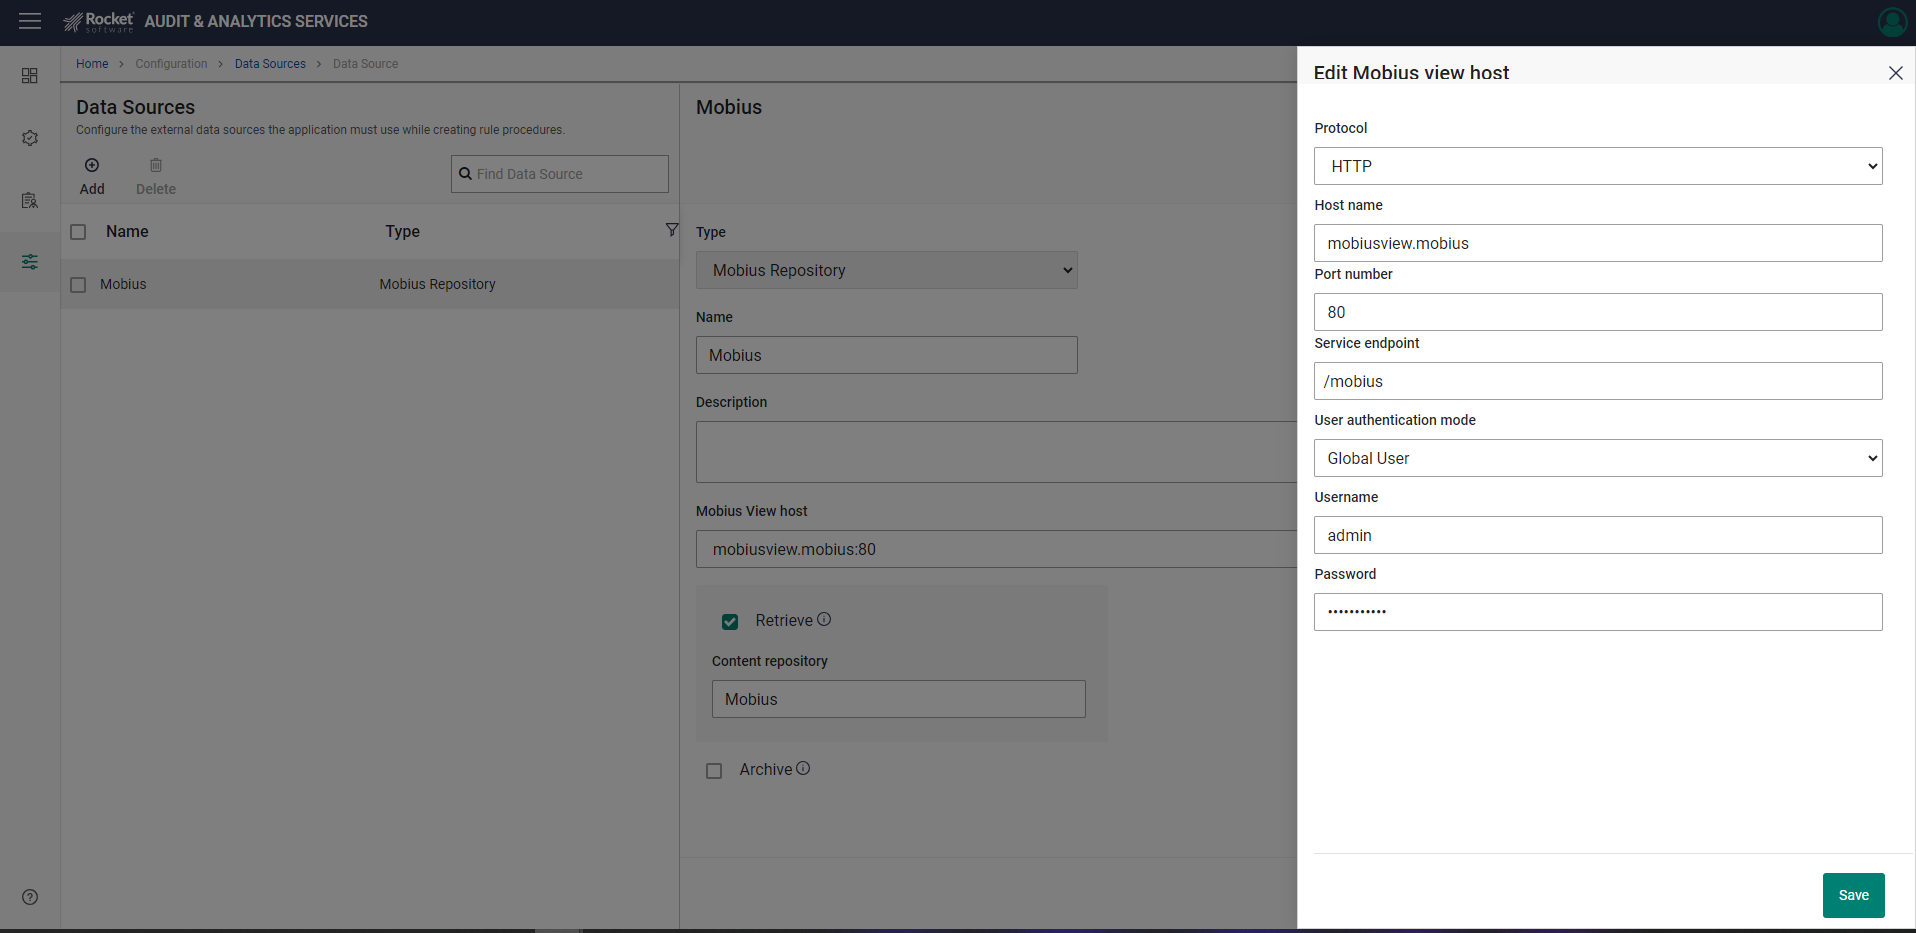 Rocket software AUDIT & ANALYTICS SERVICES
Home > Configuration > Data Sources > Data Source
Data Sources
Configure the external data sources the application must use while creating rule procedures.
Add
Delete
Find Data Source
Name Type
Mobius Mobius Repository
Mobius
Type
Mobius Repository
Name
Mobius
Description
Mobius View host
mobiusview.mobius:80
Retrieve
Content repository
Mobius
Archive
Edit Mobius view host
Protocol
HTTP
Host name
mobiusview.mobius
Port number
80
Service endpoint
/mobius
User authentication mode
Global User
Username
admin
Password
•••••••••••
Save